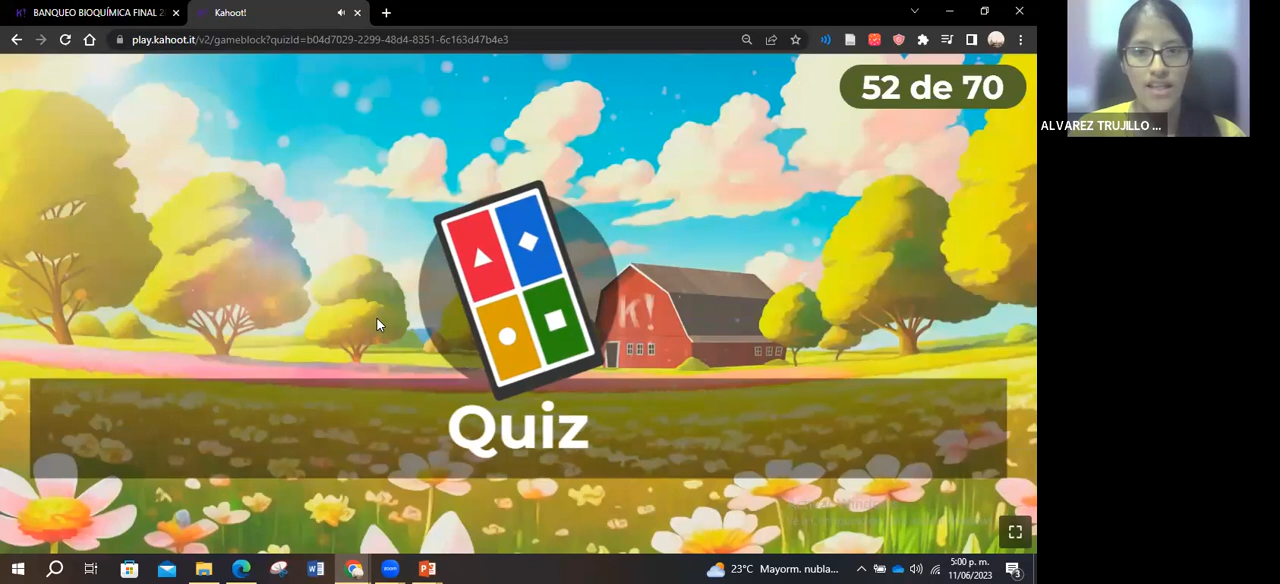 BANQUEO BIOQUÍMICA FINAL 2
Kahoot!
play.kahoot.it/v2/gameblock?quizId=b04d7029-2299-48d4-8351-6c163d47b4e3
52 de 70
ALVAREZ TRUJILLO ...
k!
Quiz
23°C Mayorm. nubla...
5:00 p. m.
11/06/2023
3